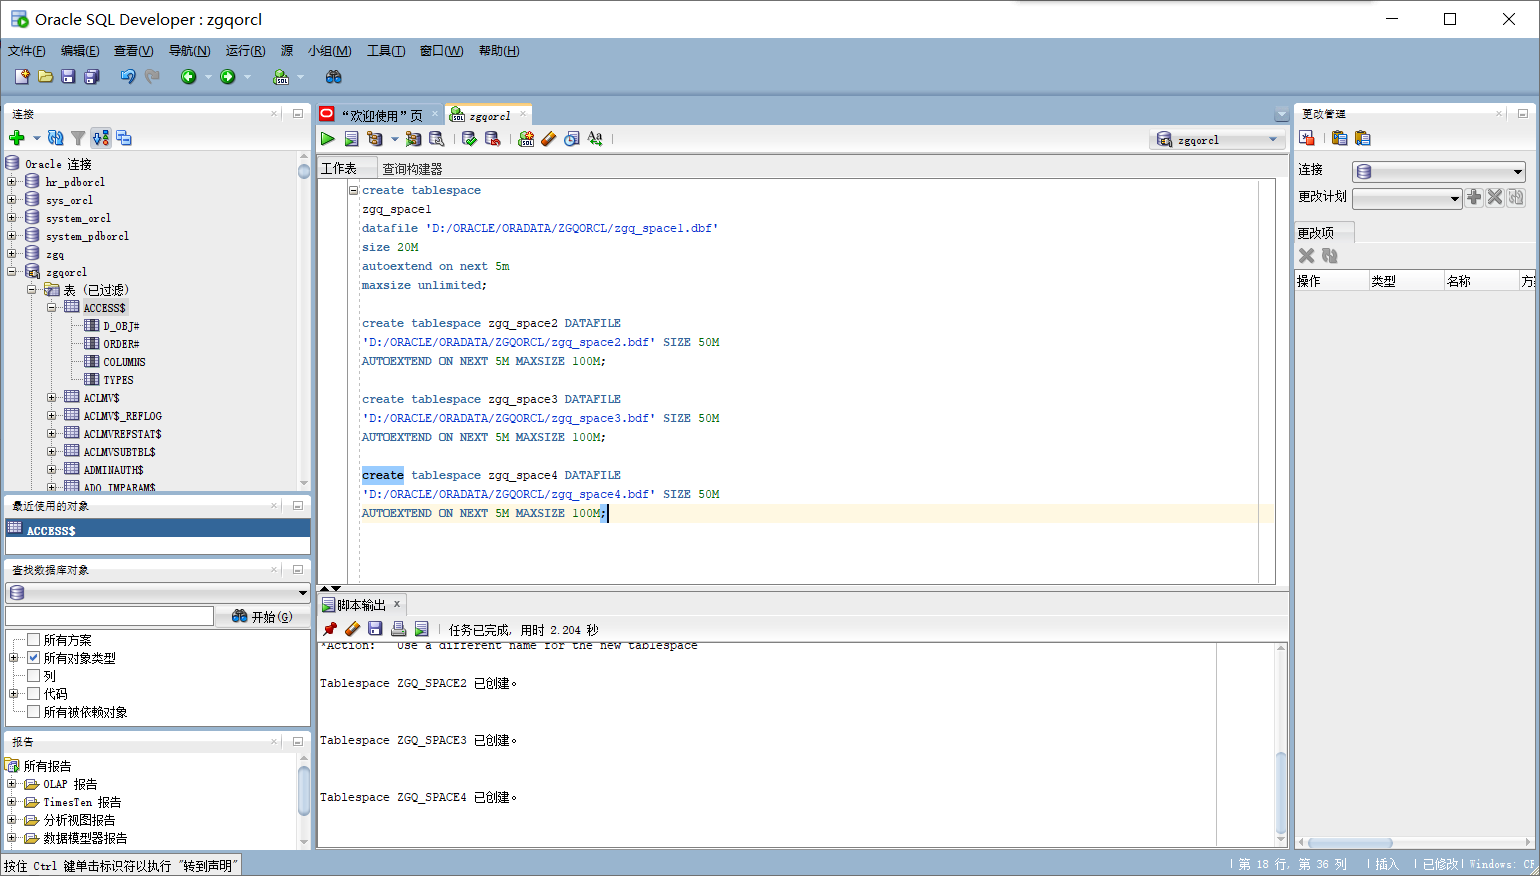 Oracle SQL Developer : zgqorcl
文件(F) 编辑(E) 查看(V) 导航(N) 运行(R) 源 小组(M) 工具(T) 窗口(W) 帮助(H)
连接
Oracle 连接
hr_pdborcl
sys_orcl
system_orcl
system_pdborcl
zgq
zgqorcl
表 (已过滤)
ACCESS$
D_OBJ#
ORDER#
COLUMNS
TYPES
ACLMV$
ACLMV$_REFLOG
ACLMVREFSTAT$
ACLMVSUBTBL$
ADMINAUTH$
ADO_IMPARAM$
最近使用的对象
ACCESS$
查找数据库对象
开始(G)
所有方案
所有对象类型
列
代码
所有被依赖对象
报告
所有报告
OLAP 报告
TimesTen 报告
分析视图报告
数据模型器报告
“欢迎使用”页 zgqorcl
zgqorcl
工作表 查询构建器
create tablespace
zgq_space1
datafile 'D:/ORACLE/ORADATA/ZGQORCL/zgq_space1.dbf'
size 20M
autoextend on next 5m
maxsize unlimited;
create tablespace zgq_space2 DATAFILE
'D:/ORACLE/ORADATA/ZGQORCL/zgq_space2.bdf' SIZE 50M
AUTOEXTEND ON NEXT 5M MAXSIZE 100M;
create tablespace zgq_space3 DATAFILE
'D:/ORACLE/ORADATA/ZGQORCL/zgq_space3.bdf' SIZE 50M
AUTOEXTEND ON NEXT 5M MAXSIZE 100M;
create tablespace zgq_space4 DATAFILE
'D:/ORACLE/ORADATA/ZGQORCL/zgq_space4.bdf' SIZE 50M
AUTOEXTEND ON NEXT 5M MAXSIZE 100M;
脚本输出
任务已完成, 用时 2.204 秒
*Action: Use a different name for the new tablespace
Tablespace ZGQ_SPACE2 已创建。
Tablespace ZGQ_SPACE3 已创建。
Tablespace ZGQ_SPACE4 已创建。
更改管理
连接
更改计划
更改项
操作 类型 名称 方
按住 Ctrl 键单击标识符以执行 "转到声明"
第 18 行, 第 36 列 插入 已修改 Windows: CR